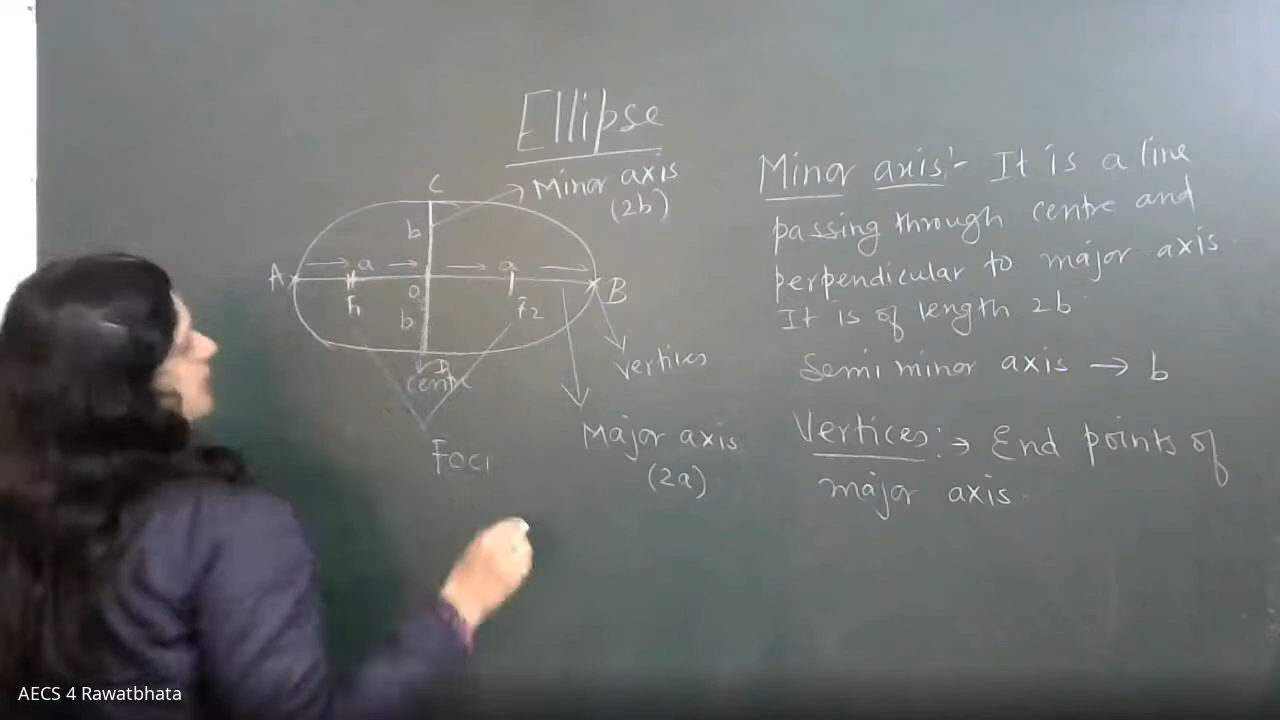 Ellipse
C
Minor axis
(2b)
b
A
a
a
B
F1
O
F2
b
D
centre
vertices
Major axis
(2a)
Foci
Minor axis:- It is a line
passing through centre and
perpendicular to major axis
It is of length 2b
Semi minor axis → b
Vertices:→ End points of
major axis.
AECS 4 Rawatbhata